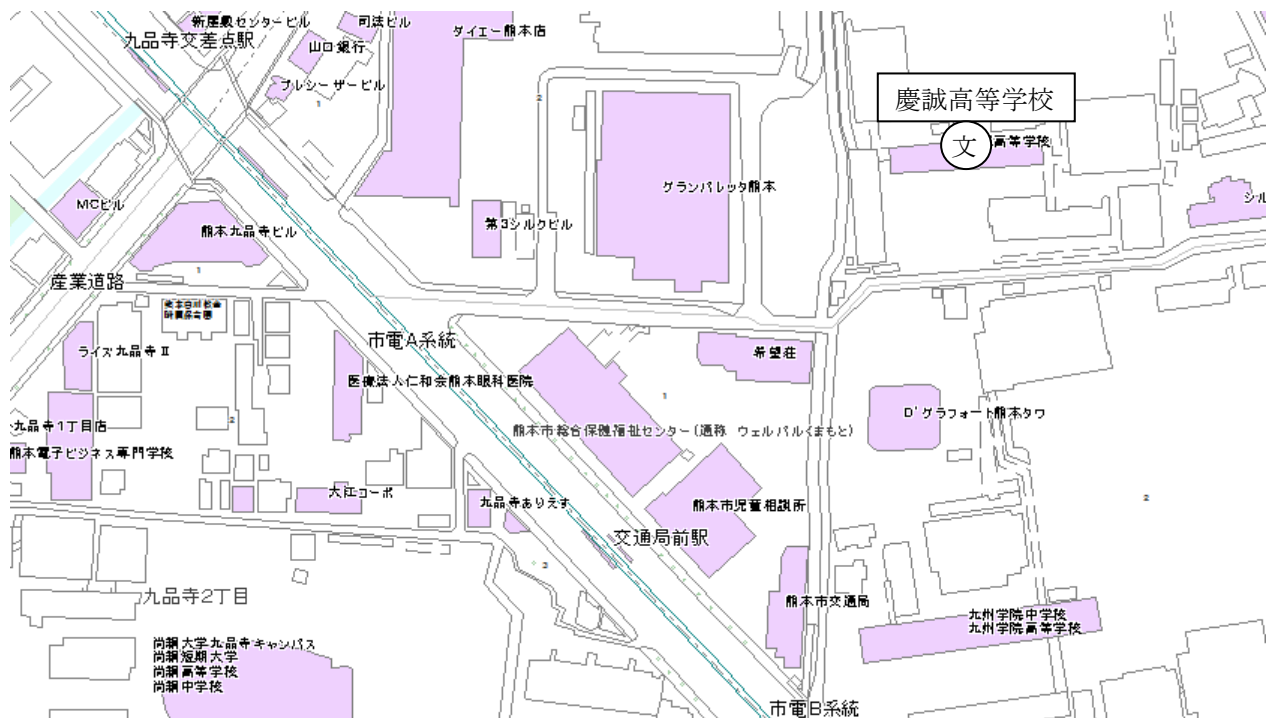 新屋敷センタービル
司法ビル
九品寺交差点駅
山口銀行
ダイエー熊本店
プレシーザービル
1
2
慶誠高等学校
文
高等学校
MCビル
グランパレッタ熊本
シル
第3シルクビル
熊本九品寺ビル
1
産業道路
市電A系統
ライズ九品寺Ⅱ
希望荘
医療法人仁和会熊本眼科医院
1
2
D'グラフォート熊本タワ
九品寺1丁目店
熊本市総合保健福祉センター(通称 ウェルパルくまもと)
熊本電子ビジネス専門学校
大江コーポ
九品寺ありえす
熊本市児童相談所
2
交通局前駅
3
九品寺2丁目
熊本市交通局
九州学院中学校
九州学院高等学校
尚絅大学九品寺キャンパス
尚絅短期大学
尚絅高等学校
尚絅中学校
市電B系統